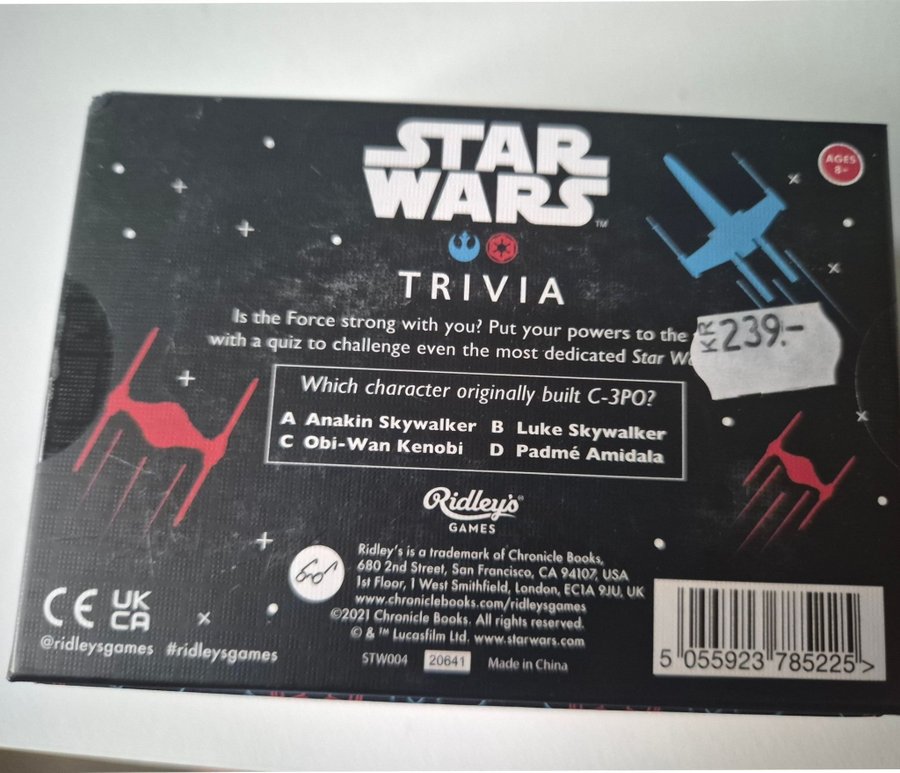 STAR
WARS
TM
AGES
8+
TRIVIA
Is the Force strong with you? Put your powers to the
with a quiz to challenge even the most dedicated Star
KR 239.-
Which character originally built C-3PO?
A Anakin Skywalker B Luke Skywalker
C Obi-Wan Kenobi D Padmé Amidala
Ridley's®
GAMES
Ridley's is a trademark of Chronicle Books,
680 2nd Street, San Francisco, CA 94107, USA
1st Floor, 1 West Smithfield, London, EC1A 9JU, UK
www.chroniclebooks.com/ridleysgames
©2021 Chronicle Books. All rights reserved.
© & ™ Lucasfilm Ltd. www.starwars.com
CE UK
CA
@ridleysgames #ridleysgames
STW004 20641 Made in China
5 055923 785225 >